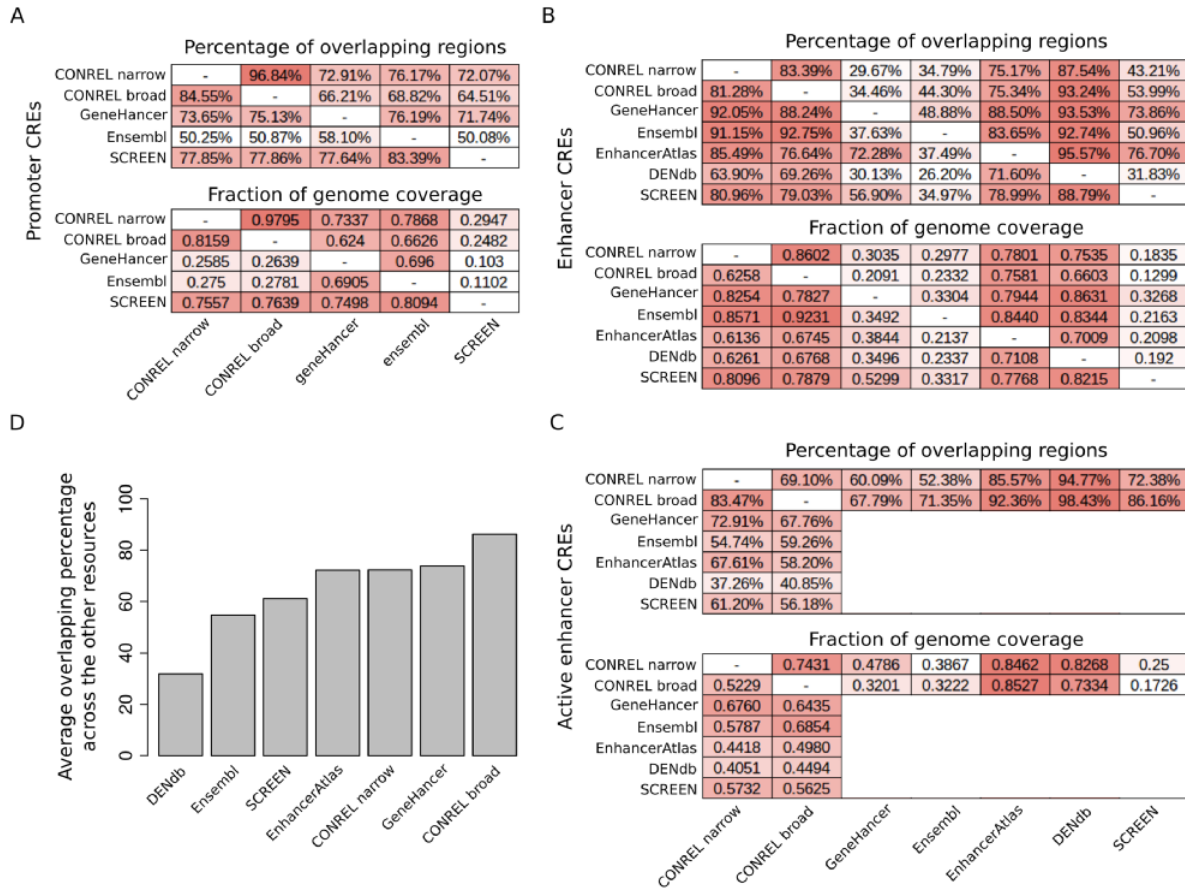 A
Percentage of overlapping regions
Promoter CREs
CONREL narrow - 96.84% 72.91% 76.17% 72.07%
CONREL broad 84.55% - 66.21% 68.82% 64.51%
GeneHancer 73.65% 75.13% - 76.19% 71.74%
Ensembl 50.25% 50.87% 58.10% - 50.08%
SCREEN 77.85% 77.86% 77.64% 83.39% -
Fraction of genome coverage
CONREL narrow - 0.9795 0.7337 0.7868 0.2947
CONREL broad 0.8159 - 0.624 0.6626 0.2482
GeneHancer 0.2585 0.2639 - 0.696 0.103
Ensembl 0.275 0.2781 0.6905 - 0.1102
SCREEN 0.7557 0.7639 0.7498 0.8094 -
CONREL narrow CONREL broad geneHancer ensembl SCREEN
B
Percentage of overlapping regions
Enhancer CREs
CONREL narrow - 83.39% 29.67% 34.79% 75.17% 87.54% 43.21%
CONREL broad 81.28% - 34.46% 44.30% 75.34% 93.24% 53.99%
GeneHancer 92.05% 88.24% - 48.88% 88.50% 93.53% 73.86%
Ensembl 91.15% 92.75% 37.63% - 83.65% 92.74% 50.96%
EnhancerAtlas 85.49% 76.64% 72.28% 37.49% - 95.57% 76.70%
DENdb 63.90% 69.26% 30.13% 26.20% 71.60% - 31.83%
SCREEN 80.96% 79.03% 56.90% 34.97% 78.99% 88.79% -
Fraction of genome coverage
CONREL narrow - 0.8602 0.3035 0.2977 0.7801 0.7535 0.1835
CONREL broad 0.6258 - 0.2091 0.2332 0.7581 0.6603 0.1299
GeneHancer 0.8254 0.7827 - 0.3304 0.7944 0.8631 0.3268
Ensembl 0.8571 0.9231 0.3492 - 0.8440 0.8344 0.2163
EnhancerAtlas 0.6136 0.6745 0.3844 0.2137 - 0.7009 0.2098
DENdb 0.6261 0.6768 0.3496 0.2337 0.7108 - 0.192
SCREEN 0.8096 0.7879 0.5299 0.3317 0.7768 0.8215 -
D
Average overlapping percentage
across the other resources
100
80
60
40
20
0
DENdb Ensembl SCREEN EnhancerAtlas CONREL narrow GeneHancer CONREL broad
C
Percentage of overlapping regions
Active enhancer CREs
CONREL narrow - 69.10% 60.09% 52.38% 85.57% 94.77% 72.38%
CONREL broad 83.47% - 67.79% 71.35% 92.36% 98.43% 86.16%
GeneHancer 72.91% 67.76%
Ensembl 54.74% 59.26%
EnhancerAtlas 67.61% 58.20%
DENdb 37.26% 40.85%
SCREEN 61.20% 56.18%
Fraction of genome coverage
CONREL narrow - 0.7431 0.4786 0.3867 0.8462 0.8268 0.25
CONREL broad 0.5229 - 0.3201 0.3222 0.8527 0.7334 0.1726
GeneHancer 0.6760 0.6435
Ensembl 0.5787 0.6854
EnhancerAtlas 0.4418 0.4980
DENdb 0.4051 0.4494
SCREEN 0.5732 0.5625
CONREL narrow CONREL broad GeneHancer Ensembl EnhancerAtlas DENdb SCREEN